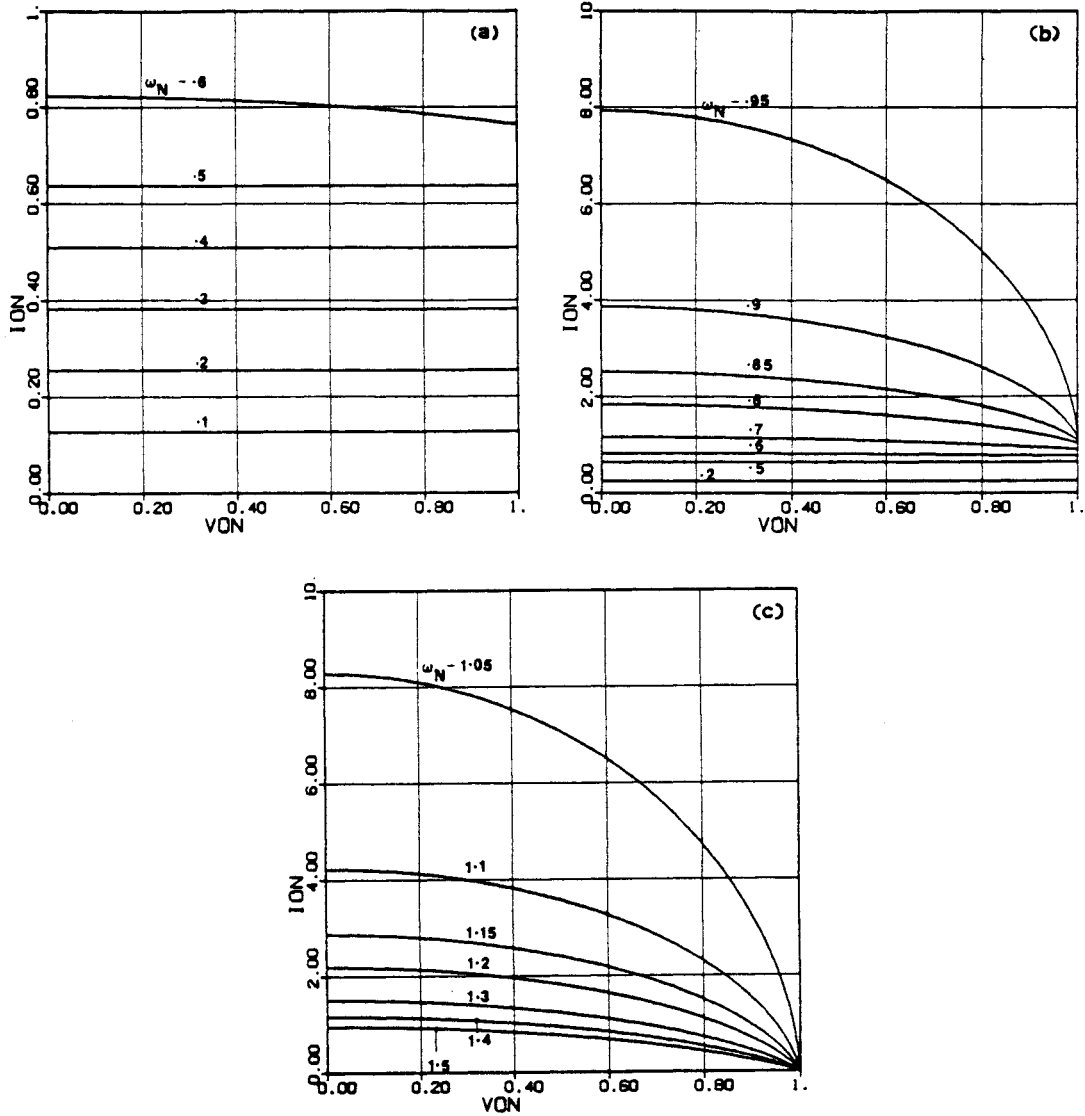 (a)
1.
0.80
0.60
0.40
0.20
0.00
ION
ωN - ·6
·5
·4
·3
·2
·1
0.00 0.20 0.40 0.60 0.80 1.
VON
(b)
10
8.00
6.00
4.00
2.00
0.00
ION
ωN - ·95
·9
·85
·8
·7
·6
·5
·2
0.00 0.20 0.40 0.60 0.80 1.
VON
(c)
10
8.00
6.00
4.00
2.00
0.00
ION
ωN - 1·05
1·1
1·15
1·2
1·3
1·4
1·5
0.00 0.20 0.40 0.60 0.80 1.
VON